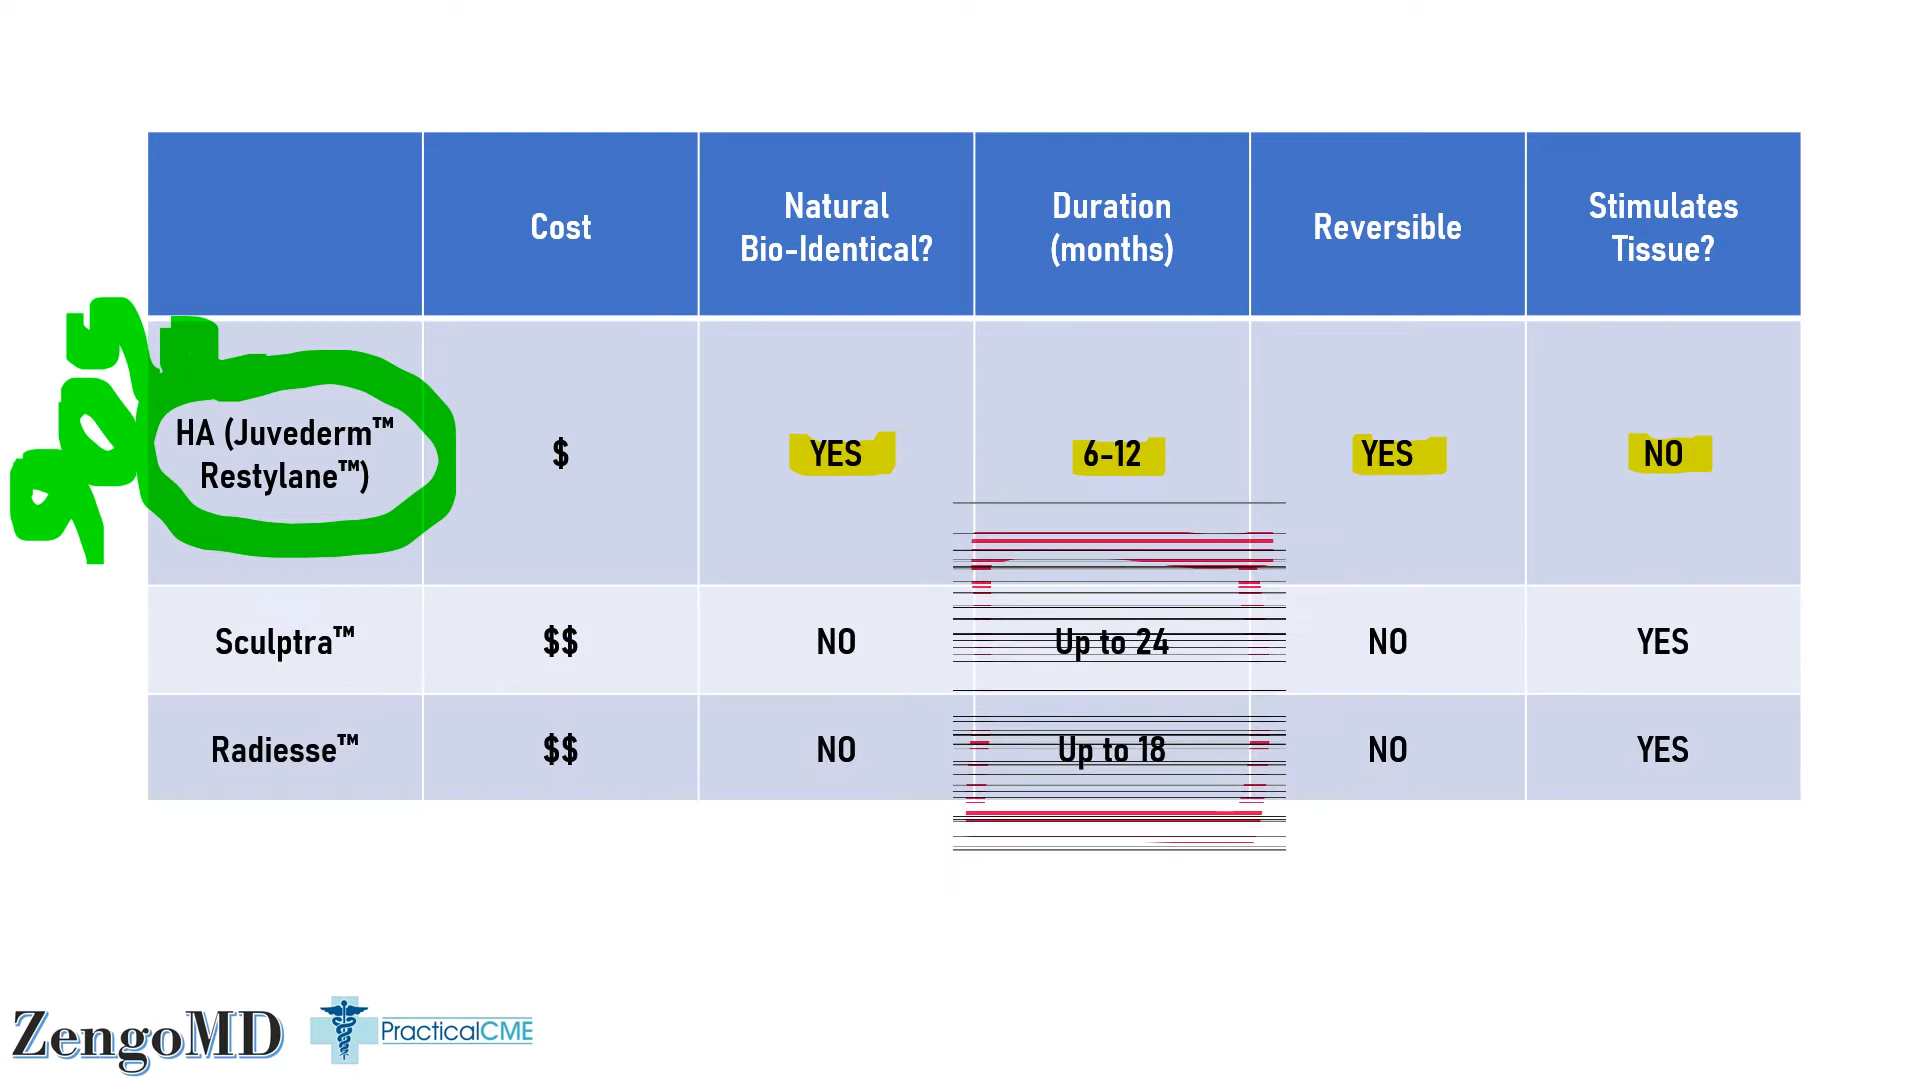 Cost
Natural
Bio-Identical?
Duration
(months)
Reversible
Stimulates
Tissue?
HA (Juvederm™
Restylane™)
$
YES
6-12
YES
NO
Sculptra™
$$
NO
Up to 24
NO
YES
Radiesse™
$$
NO
Up to 18
NO
YES
ZengoMD
PracticalCME